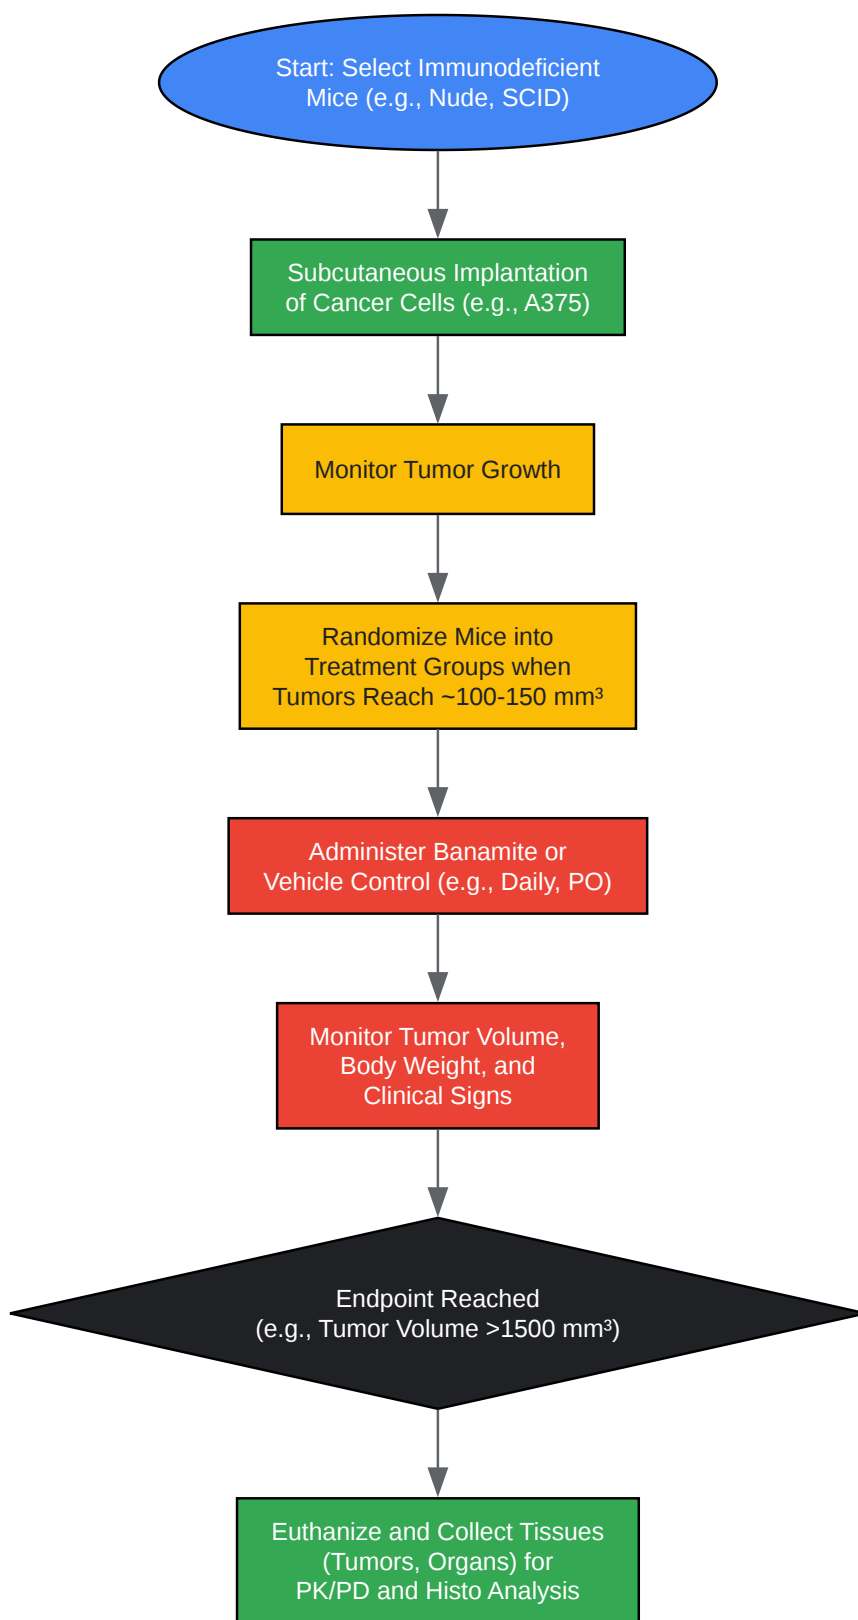 Start: Select Immunodeficient
Mice (e.g., Nude, SCID)
Subcutaneous Implantation
of Cancer Cells (e.g., A375)
Monitor Tumor Growth
Randomize Mice into
Treatment Groups when
Tumors Reach ~100-150 mm³
Administer Banamite or
Vehicle Control (e.g., Daily, PO)
Monitor Tumor Volume,
Body Weight, and
Clinical Signs
Endpoint Reached
(e.g., Tumor Volume >1500 mm³)
Euthanize and Collect Tissues
(Tumors, Organs) for
PK/PD and Histo Analysis